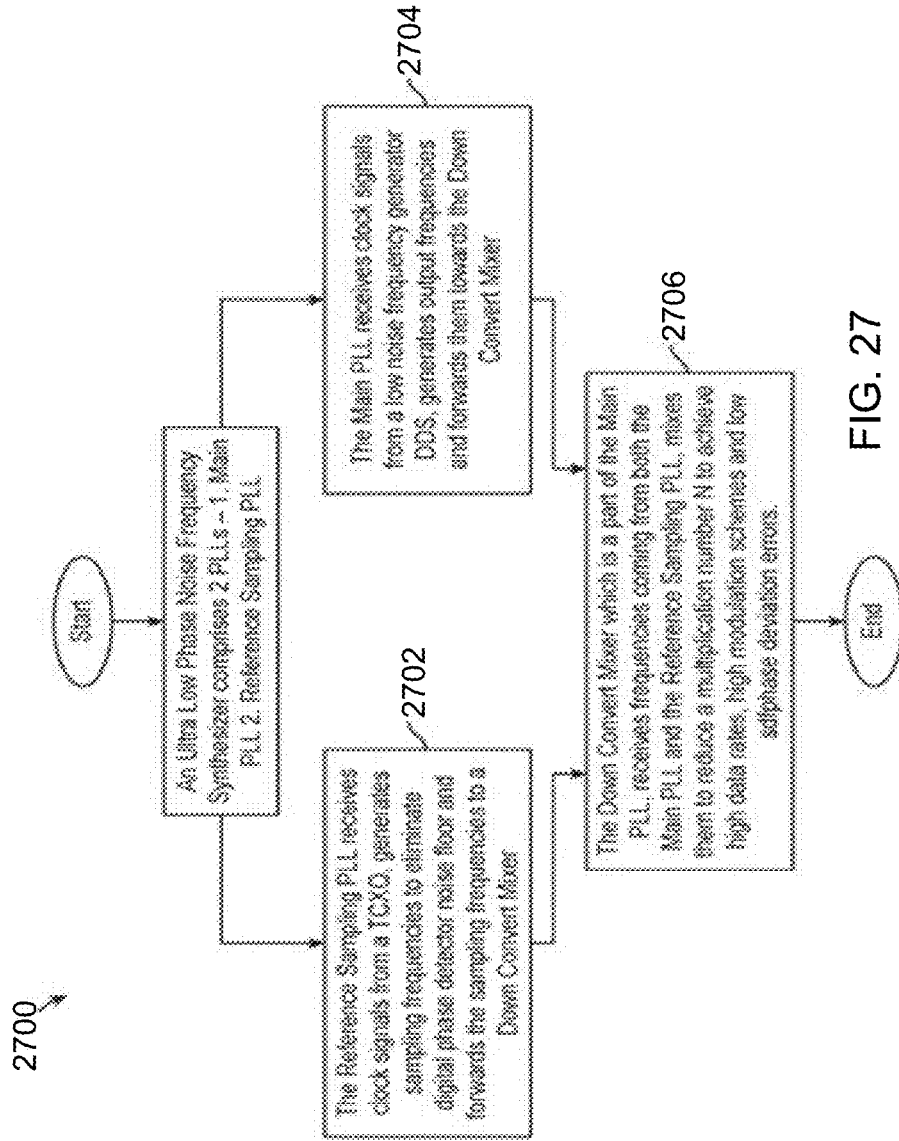 2700
Start
An Ultra Low Phase Noise Frequency
Synthesizer comprises 2 PLLs – 1. Main
PLL 2. Reference Sampling PLL
2702
The Reference Sampling PLL receives
clock signals from a TCXO, generates
sampling frequencies to eliminate
digital phase detector noise floor and
forwards the sampling frequencies to a
Down Convert Mixer
2704
The Main PLL receives clock signals
from a low noise frequency generator
DDS, generates output frequencies
and forwards them towards the Down
Convert Mixer
2706
The Down Convert Mixer which is a part of the Main
PLL, receives frequencies coming from both the
Main PLL and the Reference Sampling PLL, mixes
them to reduce a multiplication number N to achieve
high data rates, high modulation schemes and low
sdfphase deviation errors.
End
FIG. 27